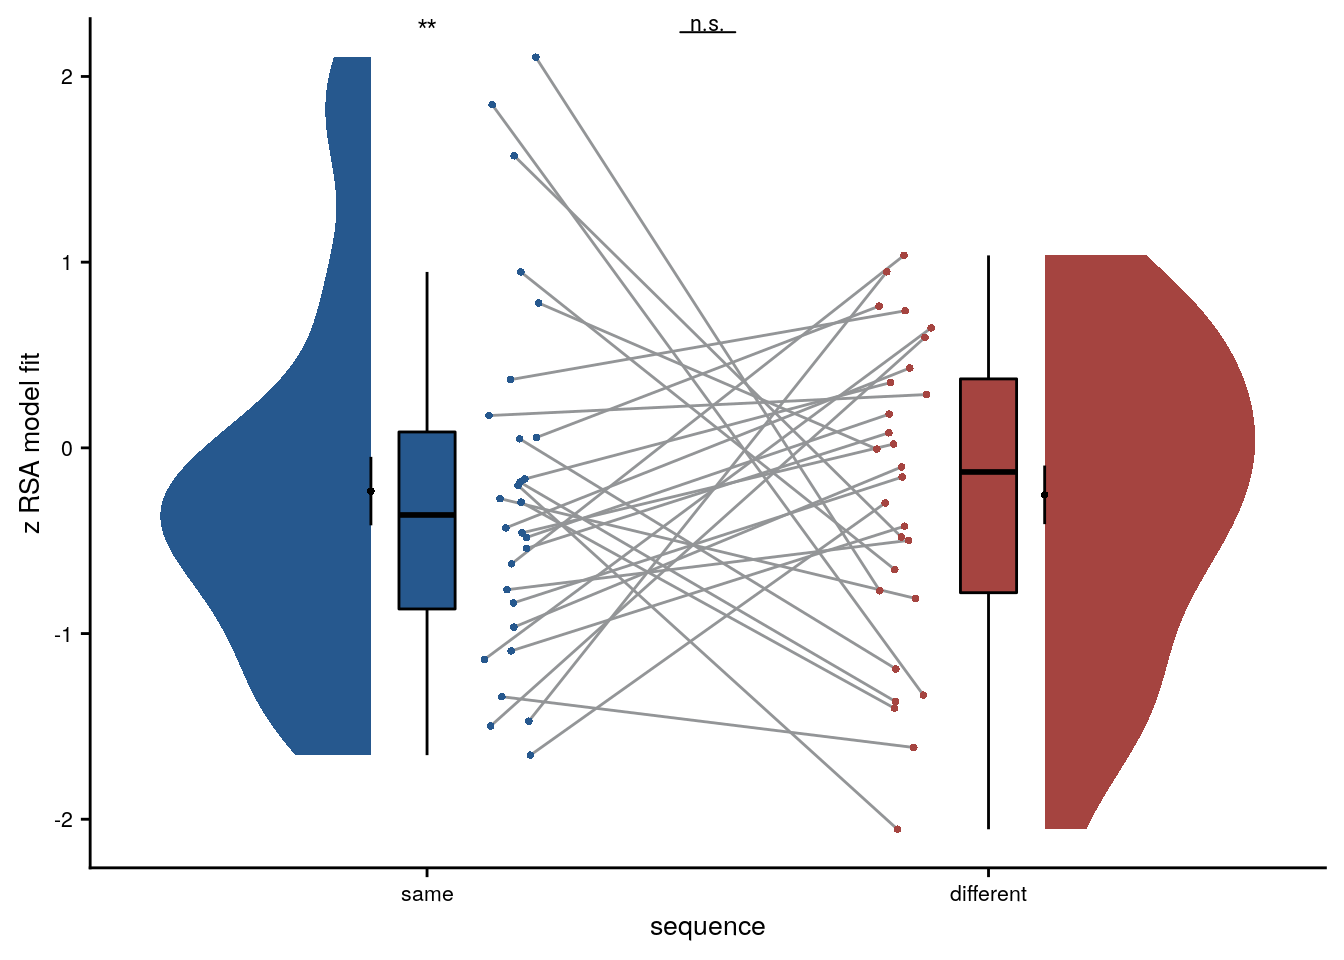 ** n.s.
2
1
0
-1
-2
z RSA model fit
same different
sequence